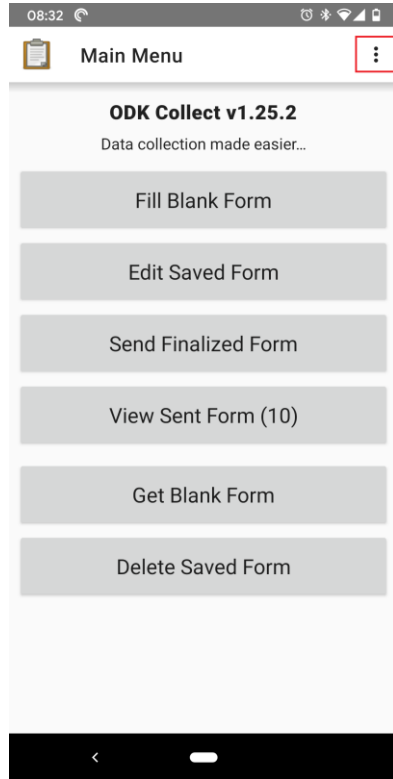 08:32
Main Menu
ODK Collect v1.25.2
Data collection made easier...
Fill Blank Form
Edit Saved Form
Send Finalized Form
View Sent Form (10)
Get Blank Form
Delete Saved Form